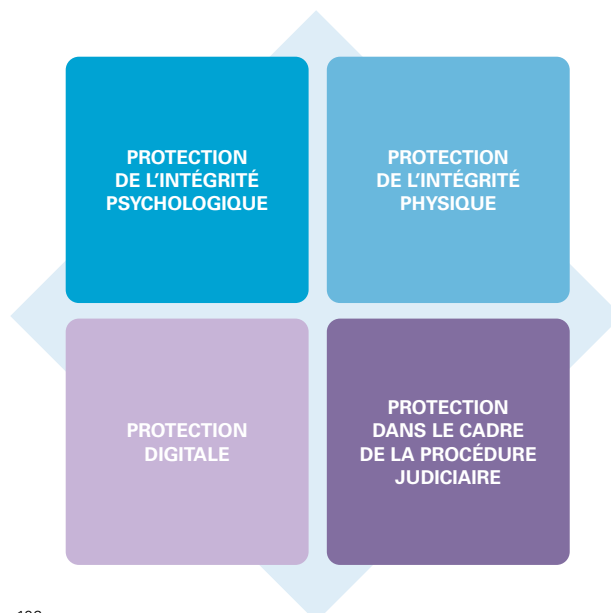 PROTECTION
DE L'INTÉGRITÉ
PSYCHOLOGIQUE
PROTECTION
DE L'INTÉGRITÉ
PHYSIQUE
PROTECTION
DIGITALE
PROTECTION
DANS LE CADRE
DE LA PROCÉDURE
JUDICIAIRE